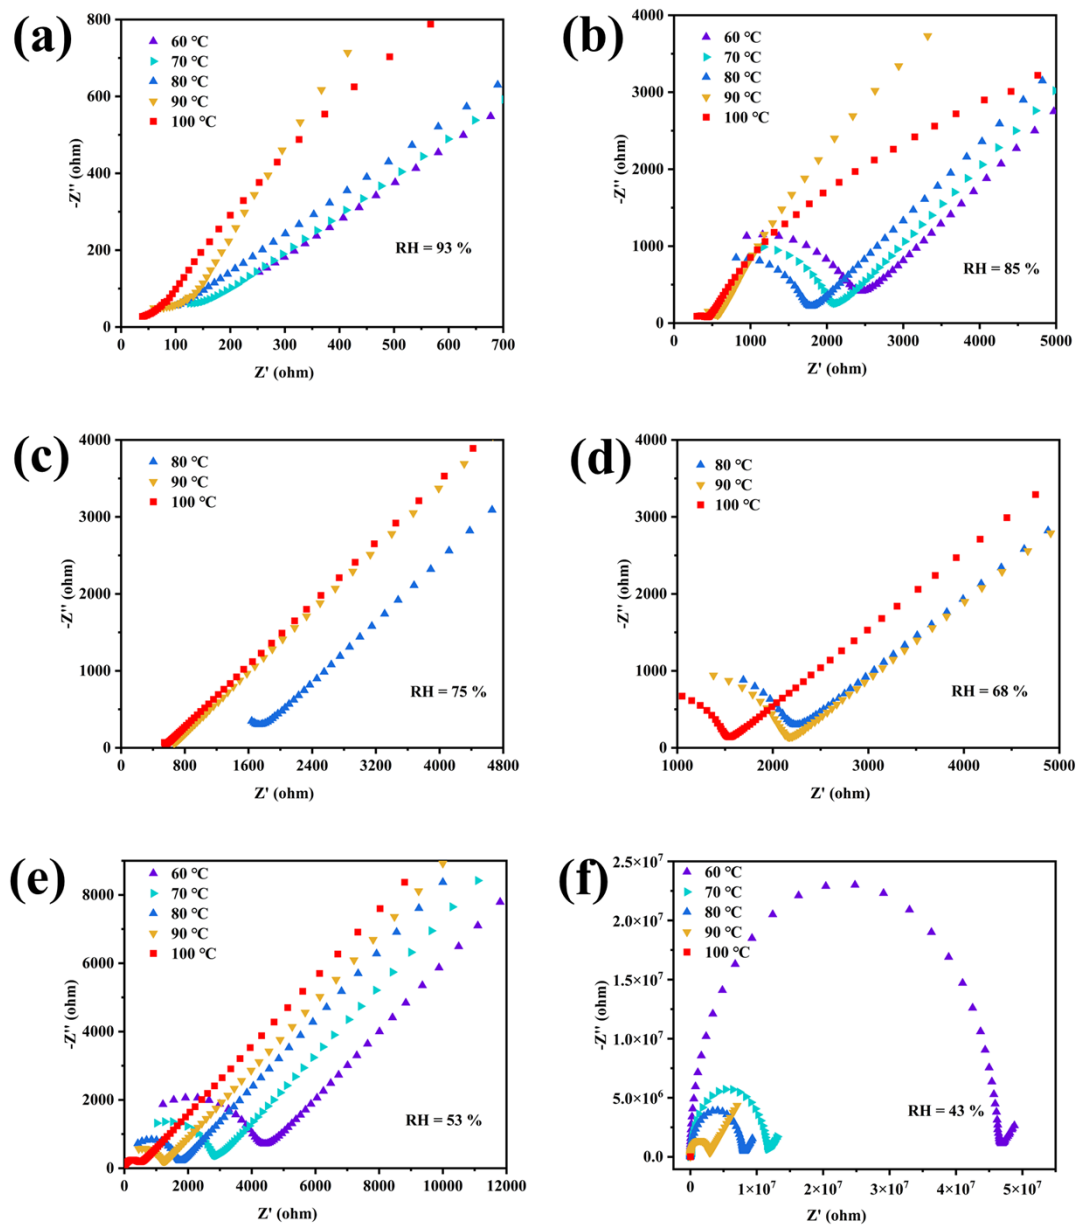 (a)
800
600
400
200
0
-Z'' (ohm)
60 °C
70 °C
80 °C
90 °C
100 °C
RH = 93 %
0 100 200 300 400 500 600 700
Z' (ohm)
(b)
4000
3000
2000
1000
0
-Z'' (ohm)
60 °C
70 °C
80 °C
90 °C
100 °C
RH = 85 %
0 1000 2000 3000 4000 5000
Z' (ohm)
(c)
4000
3000
2000
1000
0
-Z'' (ohm)
80 °C
90 °C
100 °C
RH = 75 %
0 800 1600 2400 3200 4000 4800
Z' (ohm)
(d)
4000
3000
2000
1000
0
-Z'' (ohm)
80 °C
90 °C
100 °C
RH = 68 %
1000 2000 3000 4000 5000
Z' (ohm)
(e)
8000
6000
4000
2000
0
-Z'' (ohm)
60 °C
70 °C
80 °C
90 °C
100 °C
RH = 53 %
0 2000 4000 6000 8000 10000 12000
Z' (ohm)
(f)
2.5×10⁷
2.0×10⁷
1.5×10⁷
1.0×10⁷
5.0×10⁶
0.0
-Z'' (ohm)
60 °C
70 °C
80 °C
90 °C
100 °C
RH = 43 %
0 1×10⁷ 2×10⁷ 3×10⁷ 4×10⁷ 5×10⁷
Z' (ohm)